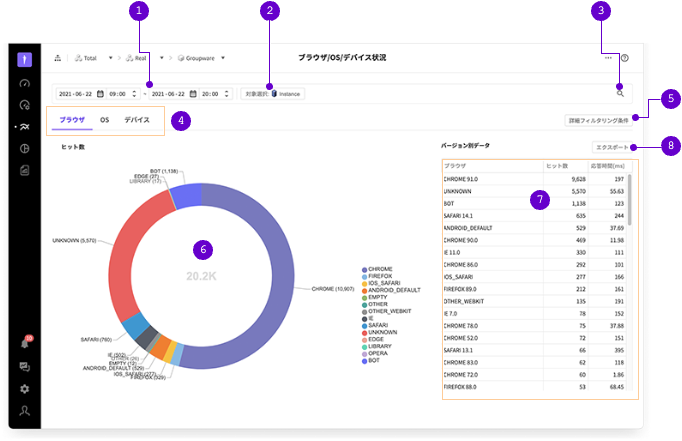 1
2
3
Total > Real > Groupware
ブラウザ/OS/デバイス状況
2021 - 06 - 22 09 : 00 ~ 2021 - 06 - 22 20 : 00 対象選択: Instance
詳細フィルタリング条件
5
ブラウザ OS デバイス
4
ヒット数
バージョン別データ
エクスポート
8
ブラウザ ヒット数 応答時間(ms)
CHROME 91.0 9,628 197
UNKNOWN 5,570 55.63
BOT 1,138 123
SAFARI 14.1 635 244
ANDROID_DEFAULT 529 37.69
CHROME 90.0 469 11.98
IE 11.0 330 111
CHROME 86.0 292 101
IOS_SAFARI 277 166
FIREFOX 89.0 212 161
OTHER_WEBKIT 135 191
IE 7.0 78 152
CHROME 78.0 75 37.88
CHROME 52.0 72 151
SAFARI 13.1 66 395
CHROME 83.0 62 118
CHROME 72.0 60 1.86
FIREFOX 88.0 53 68.45
7
BOT (1,138)
EDGE (27)
LIBRARY (17)
UNKNOWN (5,570)
6
20.2K
CHROME (10,907)
SAFARI (760)
IE (502)
OTHER (26)
EMPTY (12)
ANDROID_DEFAULT (529)
IOS_SAFARI (277)
FIREFOX (329)
CHROME
FIREFOX
IOS_SAFARI
ANDROID_DEFAULT
EMPTY
OTHER
OTHER_WEBKIT
IE
SAFARI
UNKNOWN
EDGE
LIBRARY
OPERA
BOT